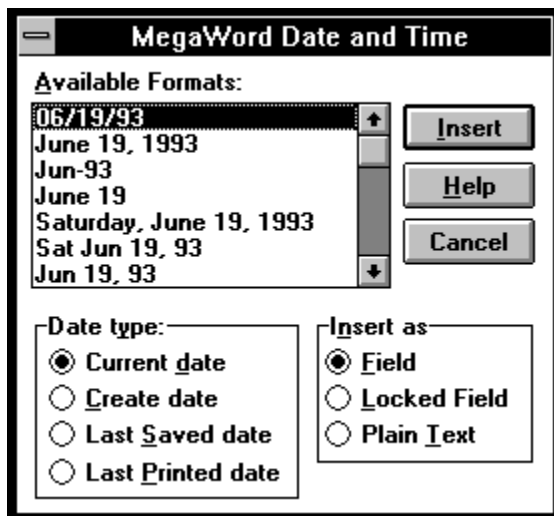 MegaWord Date and Time
Available Formats:
06/19/93
June 19, 1993
Jun-93
June 19
Saturday, June 19, 1993
Sat Jun 19, 93
Jun 19, 93
Insert
Help
Cancel
Date type:
Current date
Create date
Last Saved date
Last Printed date
Insert as
Field
Locked Field
Plain Text